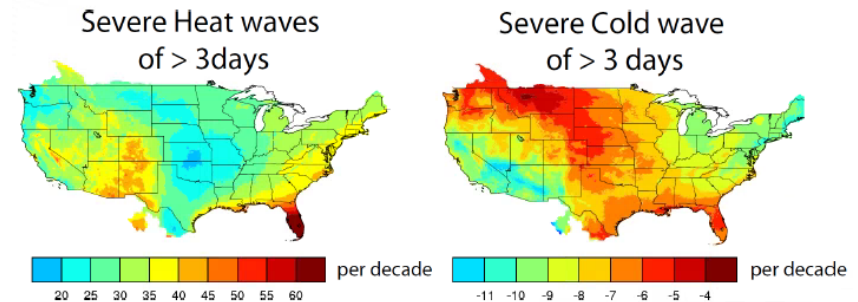 Severe Heat waves
of > 3days
Severe Cold wave
of > 3 days
20 25 30 35 40 45 50 55 60 per decade
-11 -10 -9 -8 -7 -6 -5 -4 per decade